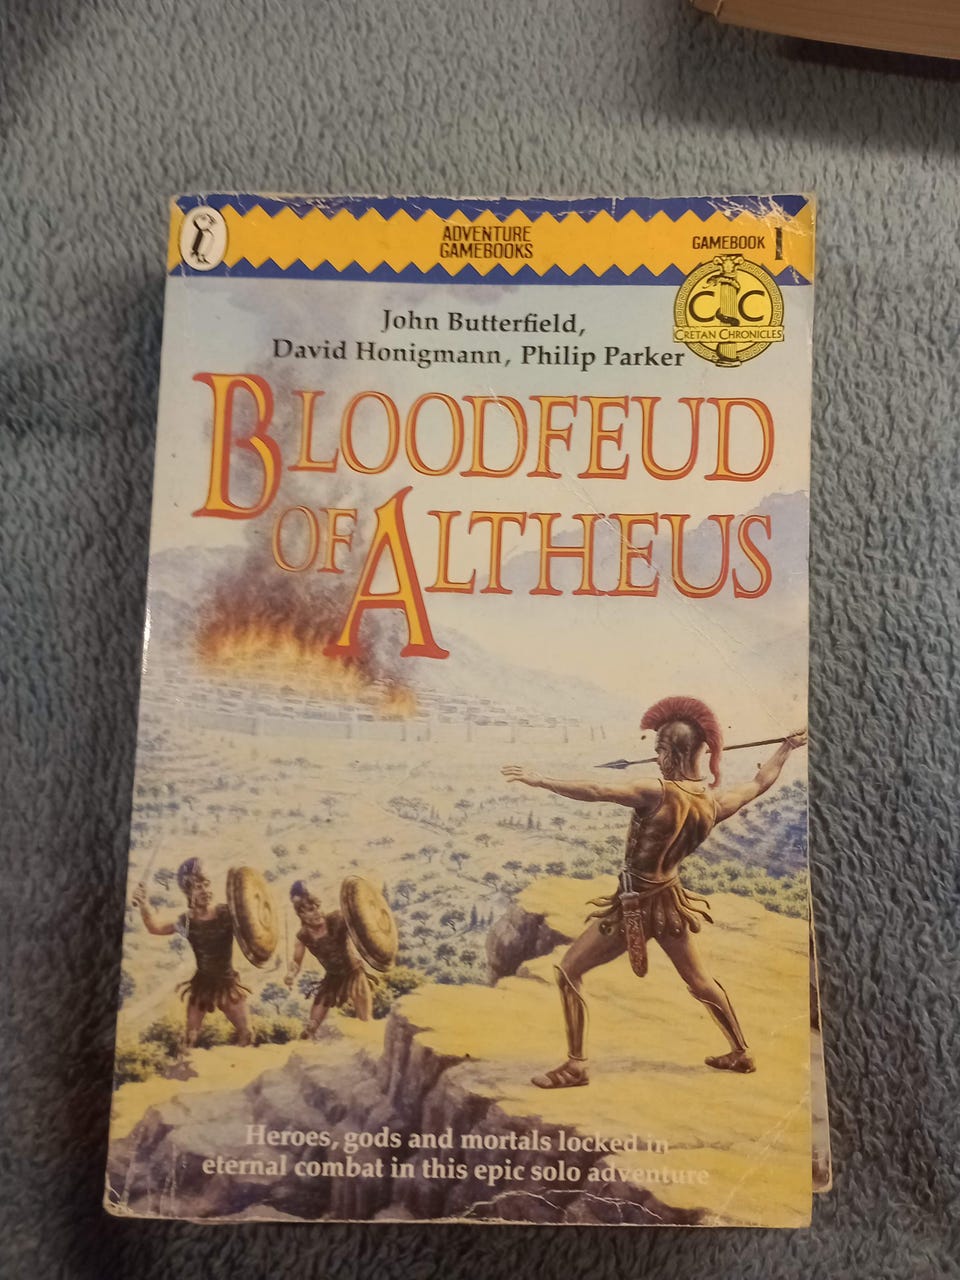 ADVENTURE
GAMEBOOKS
GAMEBOOK 1
C C
CRETAN CHRONICLES
John Butterfield,
David Honigmann, Philip Parker
BLOODFEUD
OF ALTHEUS
Heroes, gods and mortals locked in
eternal combat in this epic solo adventure